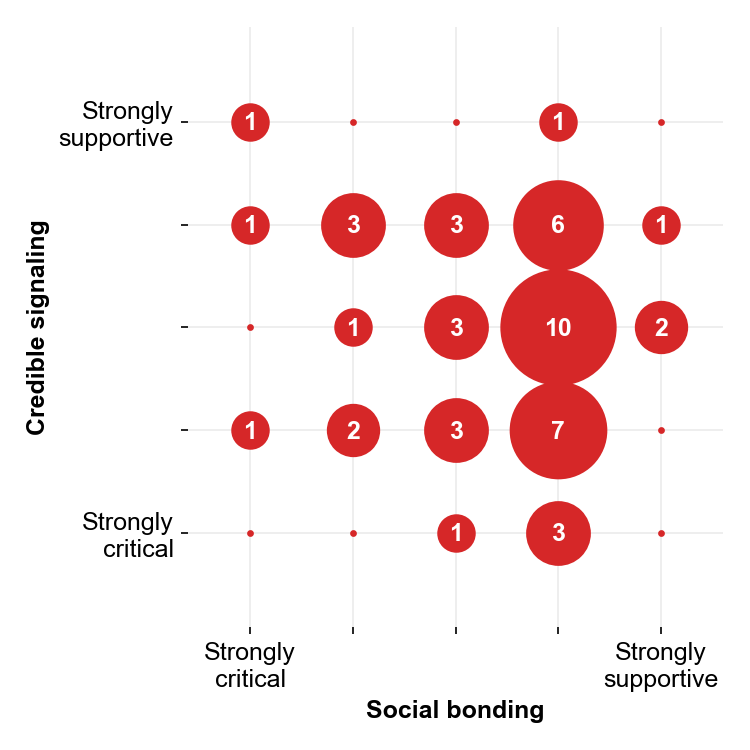 Strongly
supportive
1 1
1 3 3 6 1
1 3 10 2
1 2 3 7
Strongly
critical
1 3
Credible signaling
Strongly
critical
Strongly
supportive
Social bonding